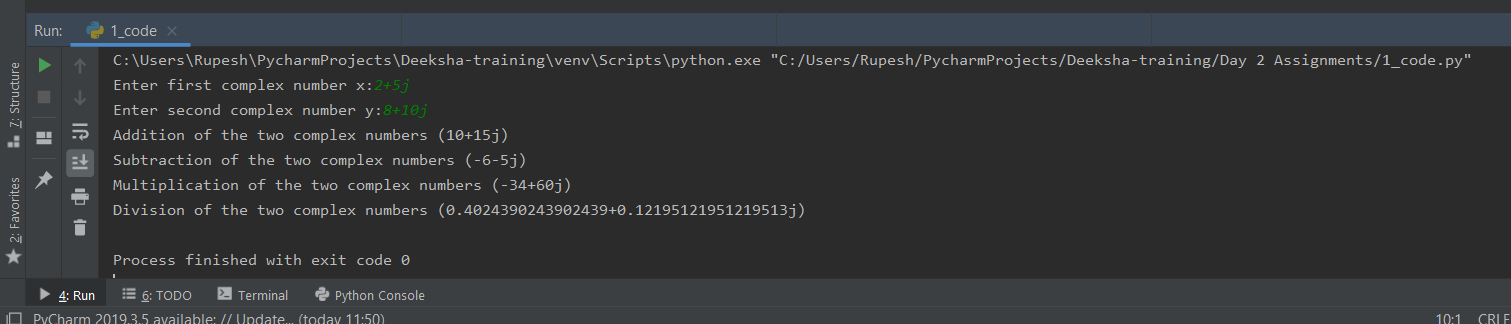 Run: 1_code
C:\Users\Rupesh\PycharmProjects\Deeksha-training\venv\Scripts\python.exe "C:/Users/Rupesh/PycharmProjects/Deeksha-training/Day 2 Assignments/1_code.py"
Enter first complex number x:2+5j
Enter second complex number y:8+10j
Addition of the two complex numbers (10+15j)
Subtraction of the two complex numbers (-6-5j)
Multiplication of the two complex numbers (-34+60j)
Division of the two complex numbers (0.4024390243902439+0.12195121951219513j)
Process finished with exit code 0
7: Structure
2: Favorites
4: Run 6: TODO Terminal Python Console
PyCharm 2019.3.5 available: // Update... (today 11:50) 10:1 CRLF